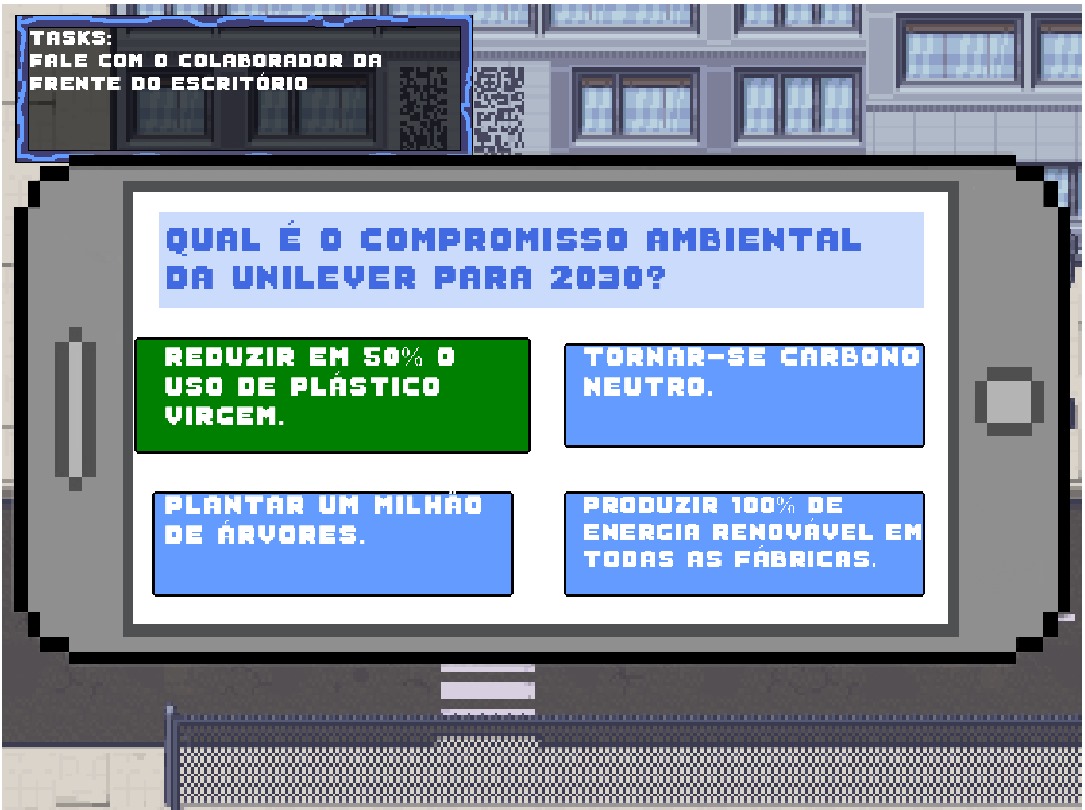 TASKS:
FALE COM O COLABORADOR DA
FRENTE DO ESCRITÓRIO
QUAL É O COMPROMISSO AMBIENTAL
DA UNILEVER PARA 2030?
REDUZIR EM 50% O
USO DE PLÁSTICO
VIRGEM.
TORNAR-SE CARBONO
NEUTRO.
PLANTAR UM MILHÃO
DE ÁRVORES.
PRODUZIR 100% DE
ENERGIA RENOVÁVEL EM
TODAS AS FÁBRICAS.